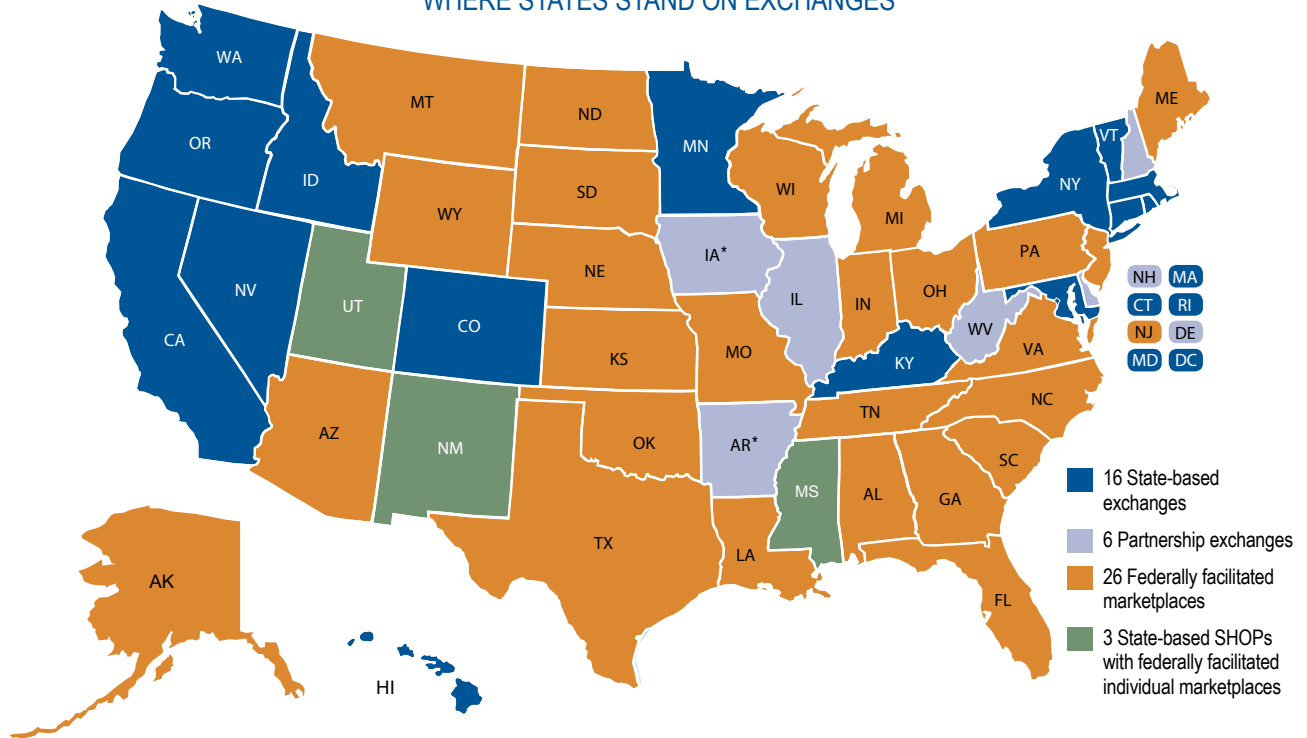 WHERE STATES STAND ON EXCHANGES
WA
MT
ND
MN
ME
VT
OR
ID
SD
WI
MI
NY
WY
IA*
PA
NE
NH MA
CT RI
NJ DE
MD DC
NV
UT
CO
IL
IN
OH
WV
VA
CA
KS
MO
KY
AZ
NM
OK
AR*
TN
NC
SC
MS
AL
GA
TX
LA
FL
AK
HI
16 State-based
exchanges
6 Partnership exchanges
26 Federally facilitated
marketplaces
3 State-based SHOPs
with federally facilitated
individual marketplaces